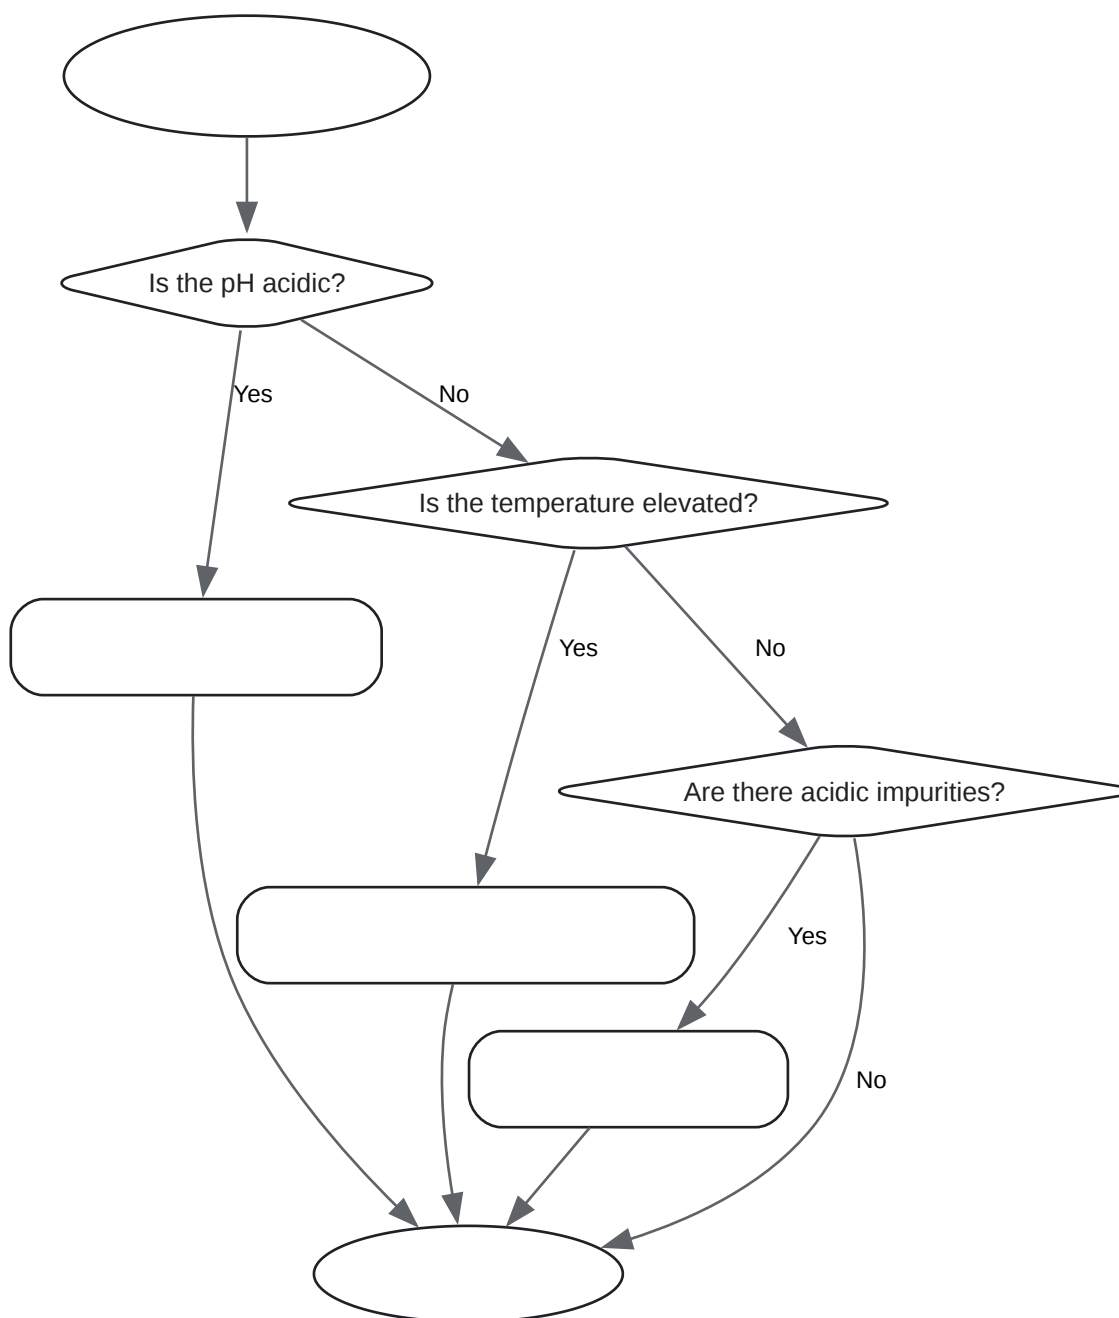 Is the pH acidic?
Yes
No
Is the temperature elevated?
Yes
No
Are there acidic impurities?
Yes
No